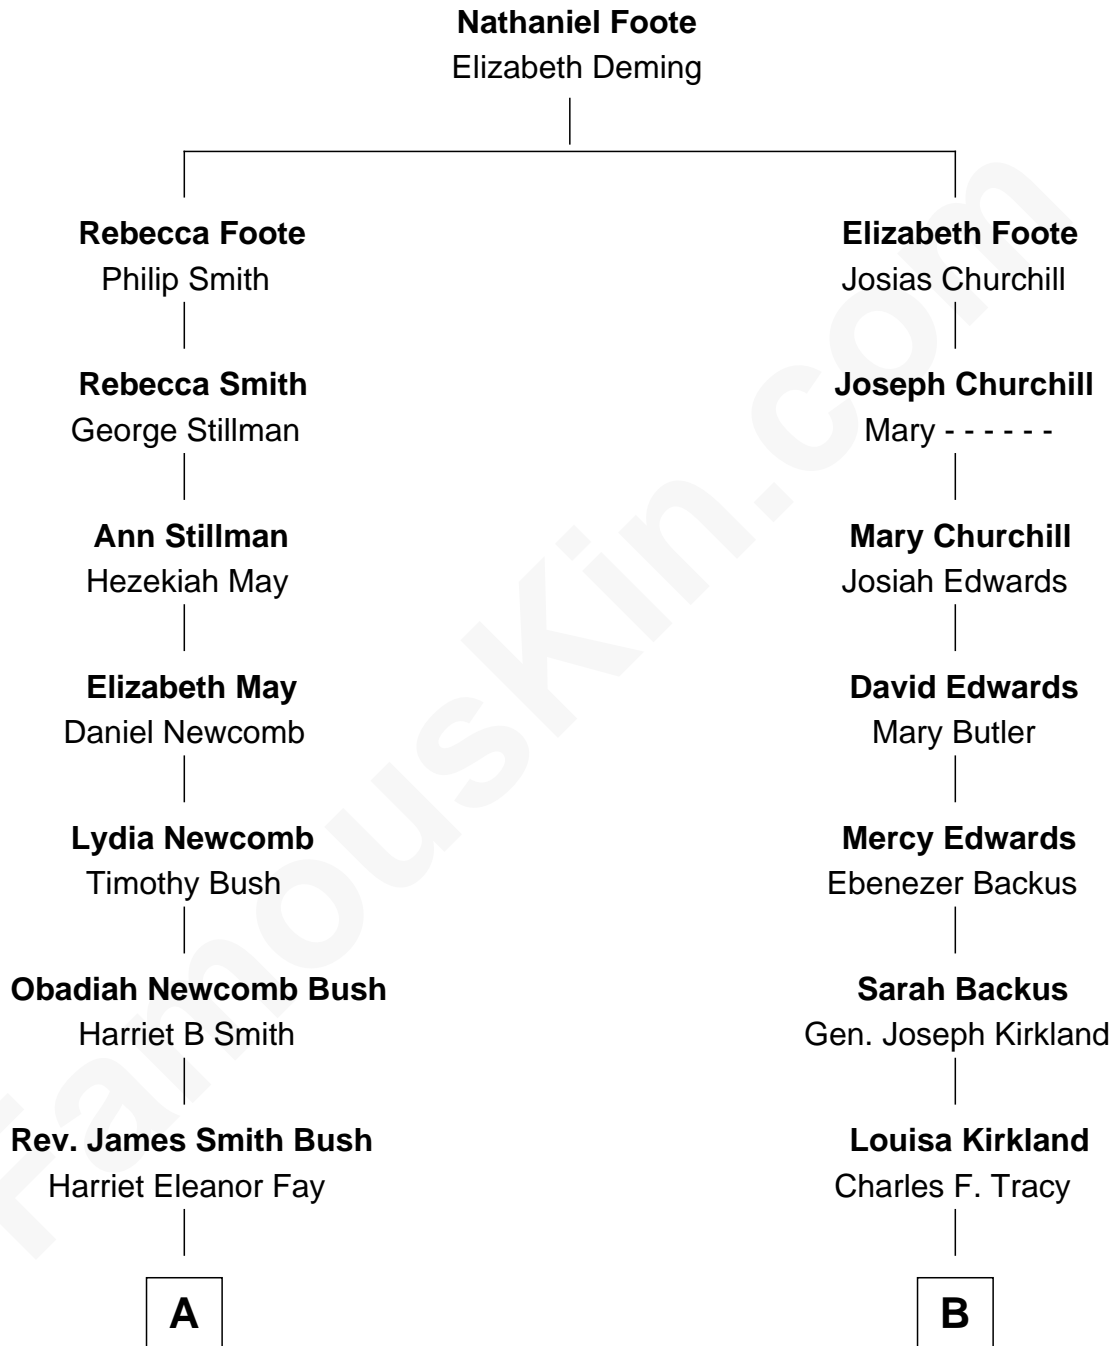 Nathaniel Foote
Elizabeth Deming
Rebecca Foote
Philip Smith
Elizabeth Foote
Josias Churchill
Rebecca Smith
George Stillman
Joseph Churchill
Mary - - - - - -
Ann Stillman
Hezekiah May
Mary Churchill
Josiah Edwards
Elizabeth May
Daniel Newcomb
David Edwards
Mary Butler
Lydia Newcomb
Timothy Bush
Mercy Edwards
Ebenezer Backus
Obadiah Newcomb Bush
Harriet B Smith
Sarah Backus
Gen. Joseph Kirkland
Rev. James Smith Bush
Harriet Eleanor Fay
Louisa Kirkland
Charles F. Tracy
A
B
FamousKin.com